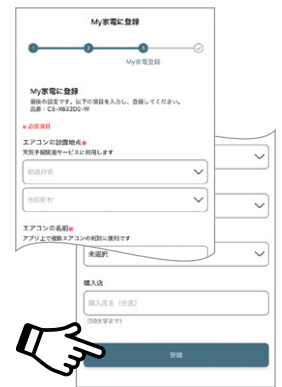 My家電に登録
My家電登録
My家電に登録
最後の設定です。以下の項目を入力し、登録してください。
品番：CS-X632D2-W
●必須項目
エアコンの設置地点●
天気予報関連サービスに利用します
都道府県
市区町村
エアコンの名前●
アプリ上で複数エアコンの判別に便利です
未選択
購入店
購入店名（任意）
(50文字まで)
登録